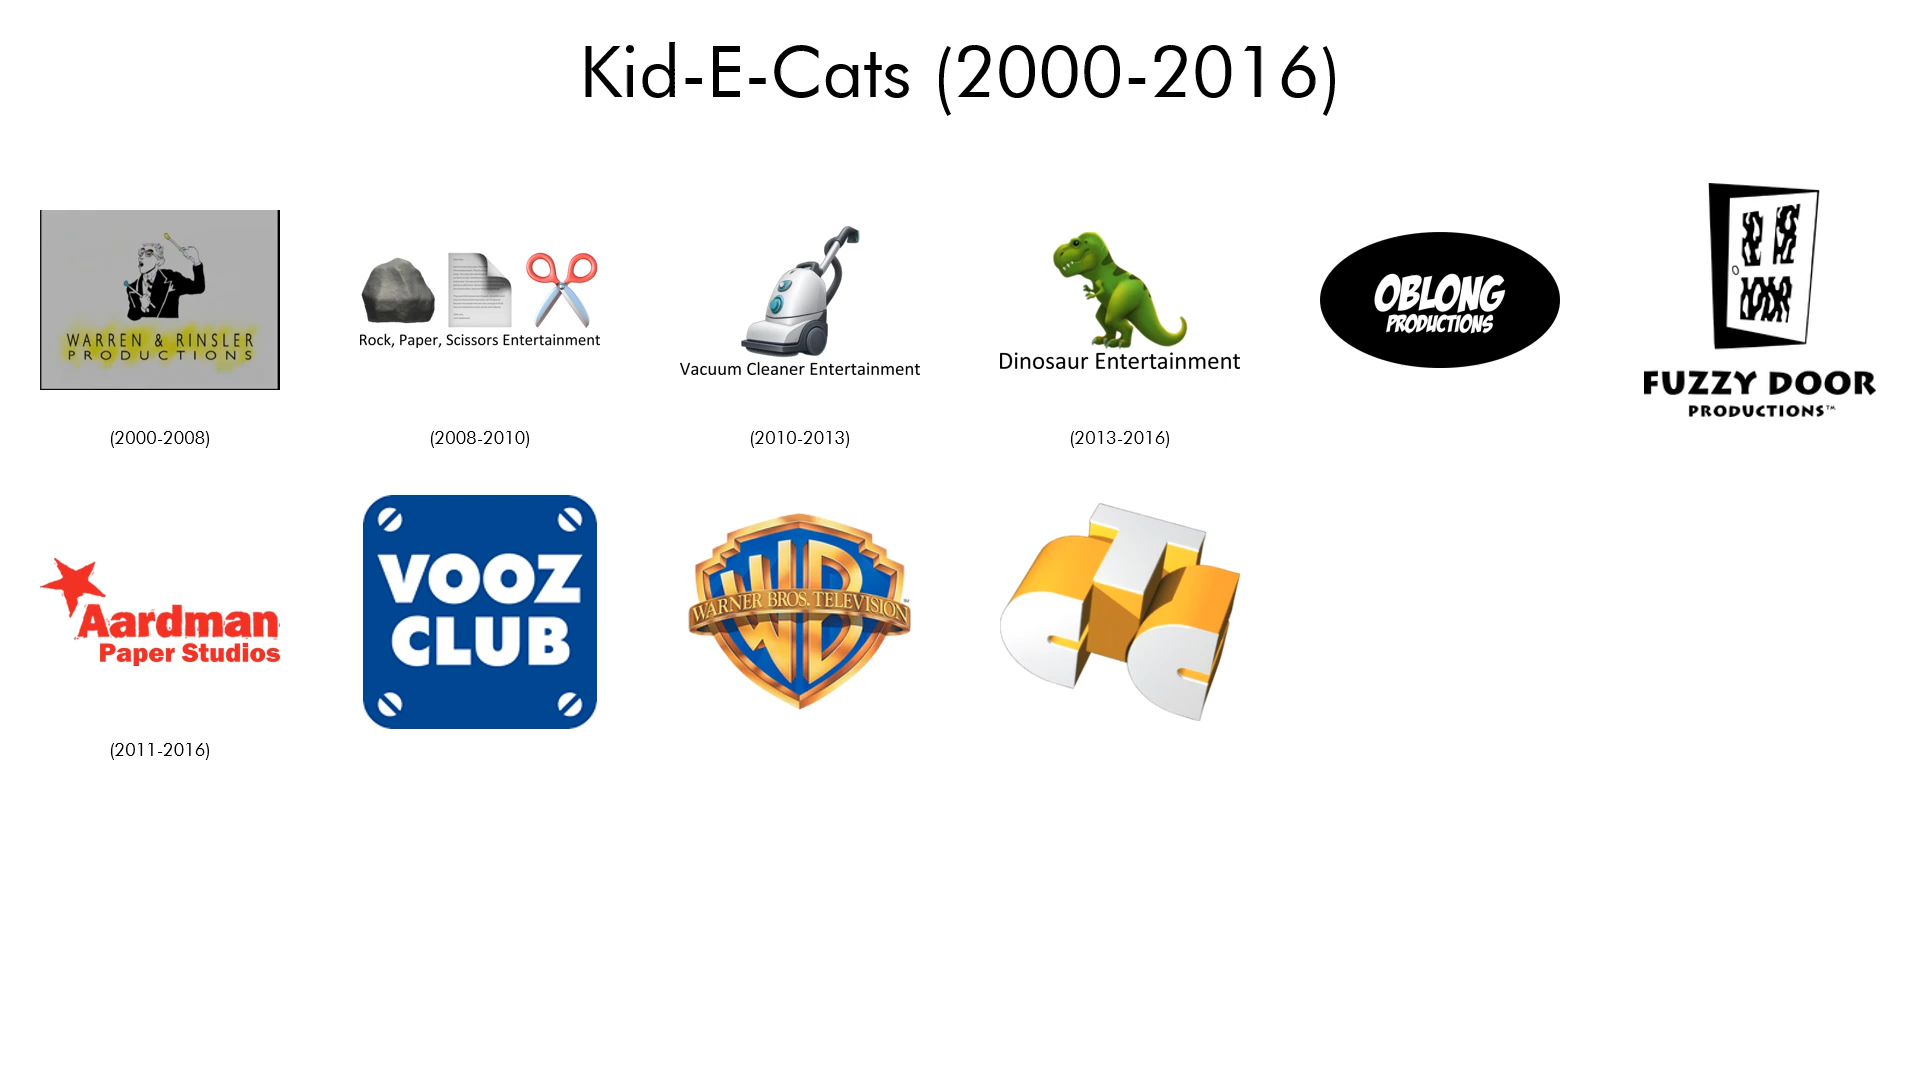 Kid-E-Cats (2000-2016)
WARREN & RINSLER
PRODUCTIONS
(2000-2008)
Rock, Paper, Scissors Entertainment
(2008-2010)
Vacuum Cleaner Entertainment
(2010-2013)
Dinosaur Entertainment
(2013-2016)
OBLONG
PRODUCTIONS
FUZZY DOOR
PRODUCTIONS™
Aardman
Paper Studios
(2011-2016)
VOOZ
CLUB
WB
WARNER BROS. TELEVISION
СТС